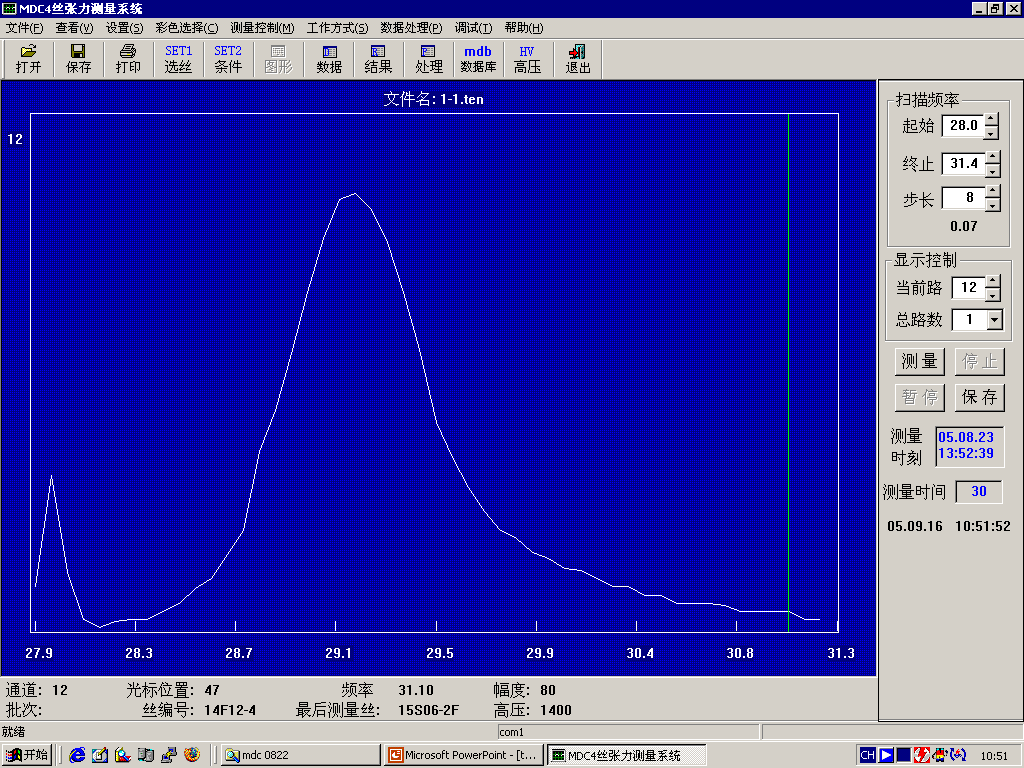 MDC4丝张力测量系统
文件(F) 查看(V) 设置(S) 彩色选择(C) 测量控制(M) 工作方式(S) 数据处理(P) 调试(T) 帮助(H)
SET1 SET2 mdb HV
打开 保存 打印 选丝 条件 图形 数据 结果 处理 数据库 高压 退出
文件名: 1-1.ten
12
27.9 28.3 28.7 29.1 29.5 29.9 30.4 30.8 31.3
扫描频率
起始 28.0
终止 31.4
步长 8
0.07
显示控制
当前路 12
总路数 1
测 量 停 止
暂 停 保 存
测量时刻 05.08.23 13:52:39
测量时间 30
05.09.16 10:51:52
通道: 12 光标位置: 47 频率 31.10 幅度: 80
批次: 丝编号: 14F12-4 最后测量丝: 15S06-2F 高压: 1400
就绪 com1
开始 mdc 0822 Microsoft PowerPoint - [t... MDC4丝张力测量系统 CH 10:51